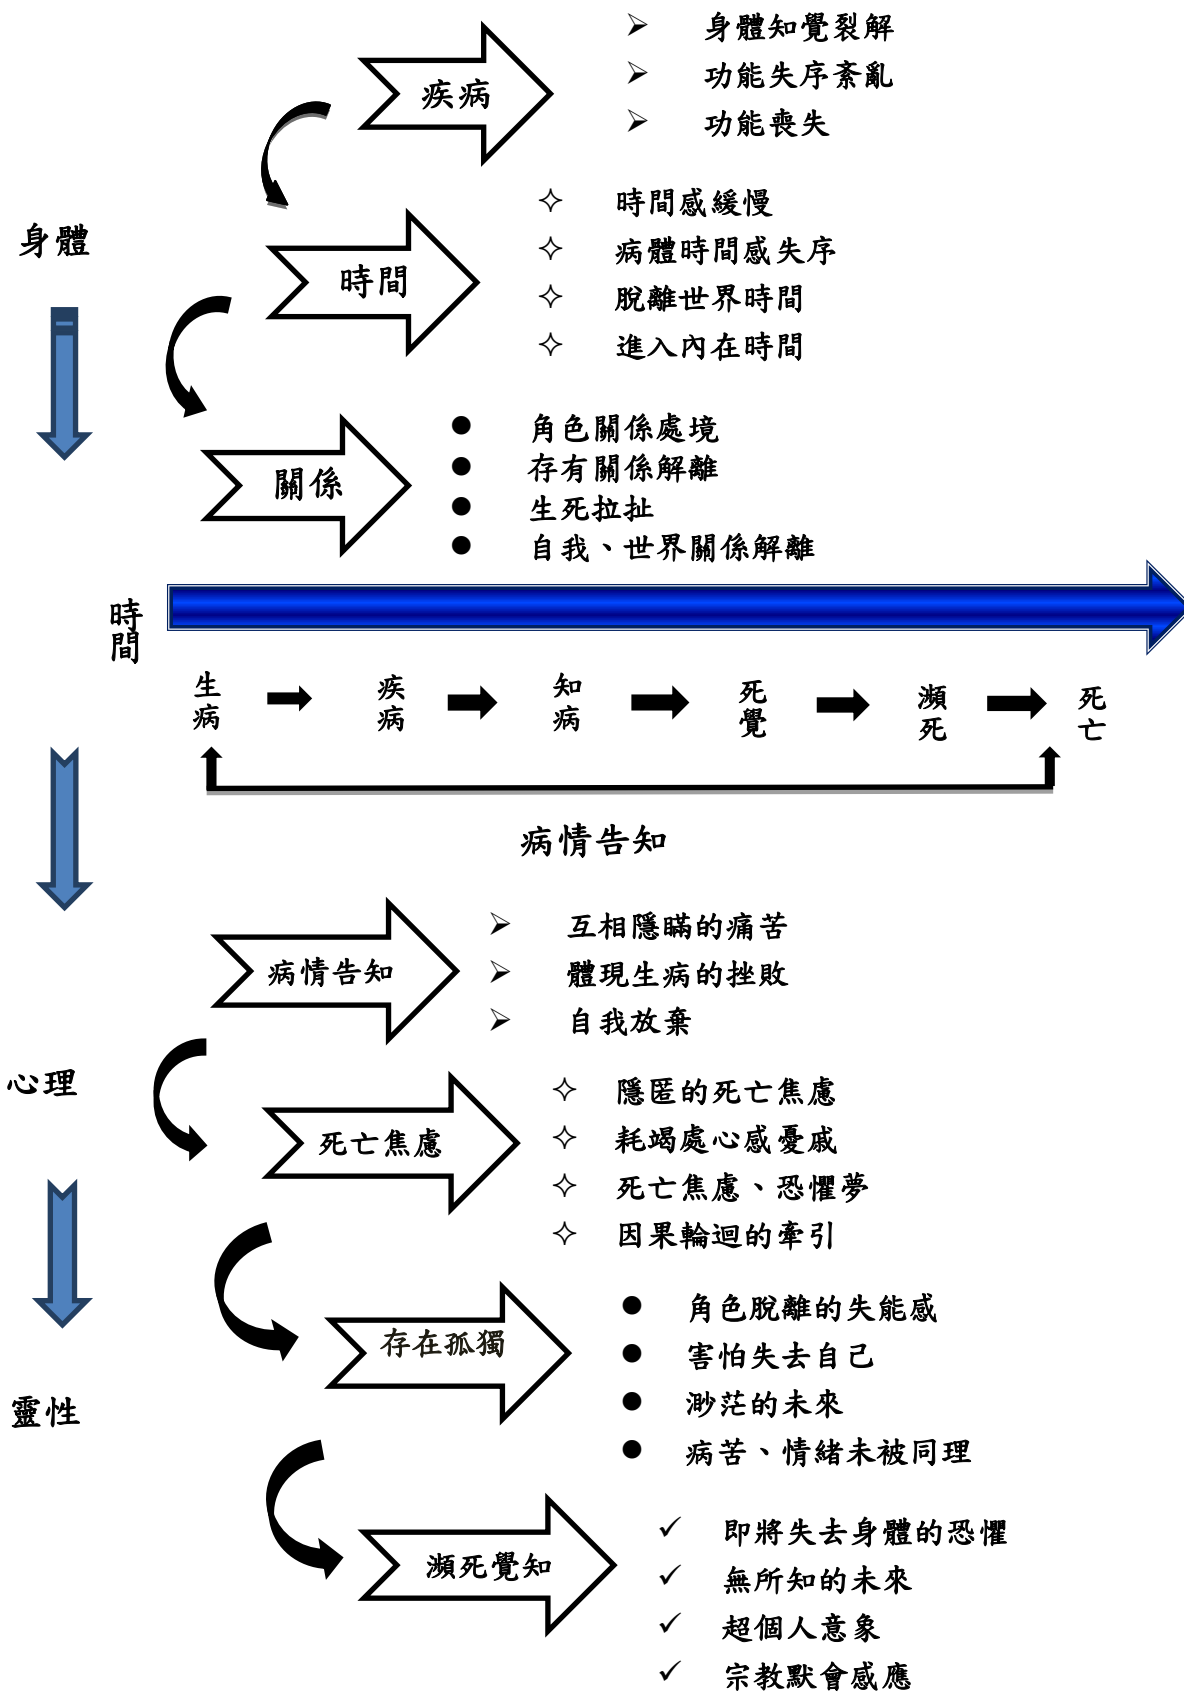 疾病
身體知覺裂解
功能失序紊亂
功能喪失
身體
時間
時間感緩慢
病體時間感失序
脫離世界時間
進入內在時間
關係
角色關係處境
存有關係解離
生死拉扯
自我、世界關係解離
時間
生病
疾病
知病
死覺
瀕死
死亡
病情告知
病情告知
互相隱瞞的痛苦
體現生病的挫敗
自我放棄
心理
死亡焦慮
隱匿的死亡焦慮
耗竭處心感憂戚
死亡焦慮、恐懼夢
因果輪迴的牽引
存在孤獨
角色脫離的失能感
害怕失去自己
渺茫的未來
病苦、情緒未被同理
靈性
瀕死覺知
即將失去身體的恐懼
無所知的未來
超個人意象
宗教默會感應